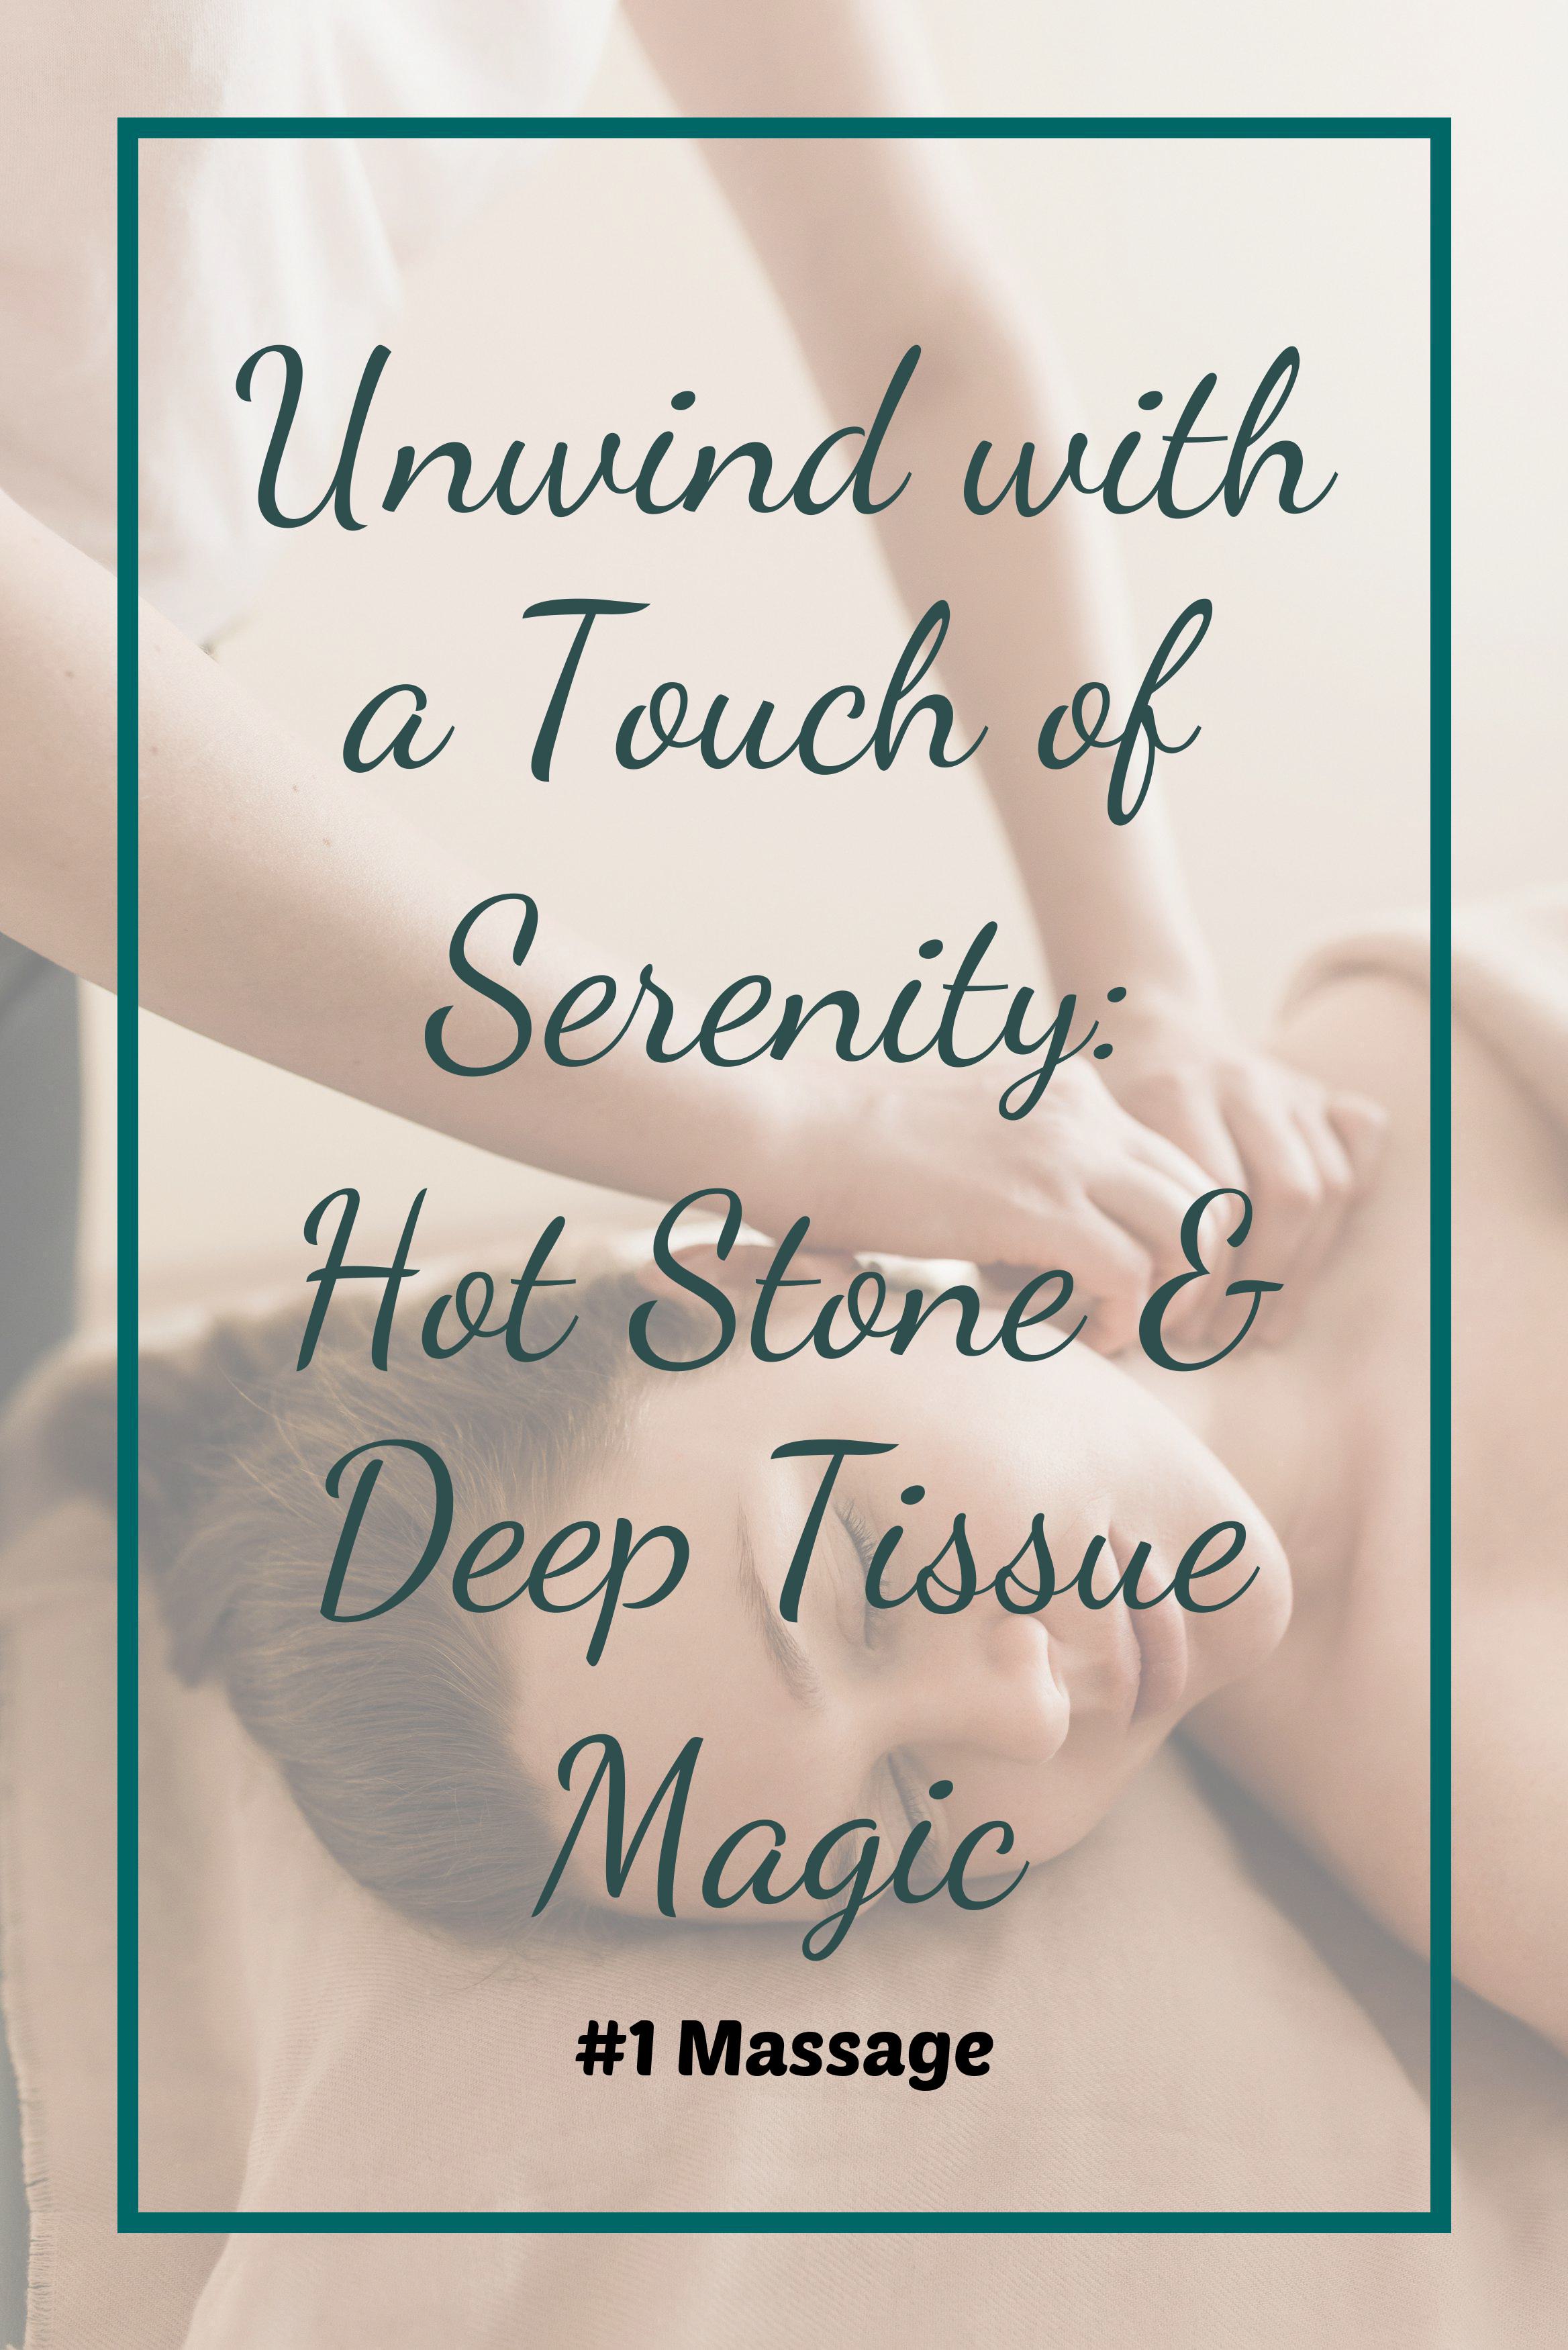 Unwind with
a Touch of
Serenity:
Hot Stone &
Deep Tissue
Magic
#1 Massage